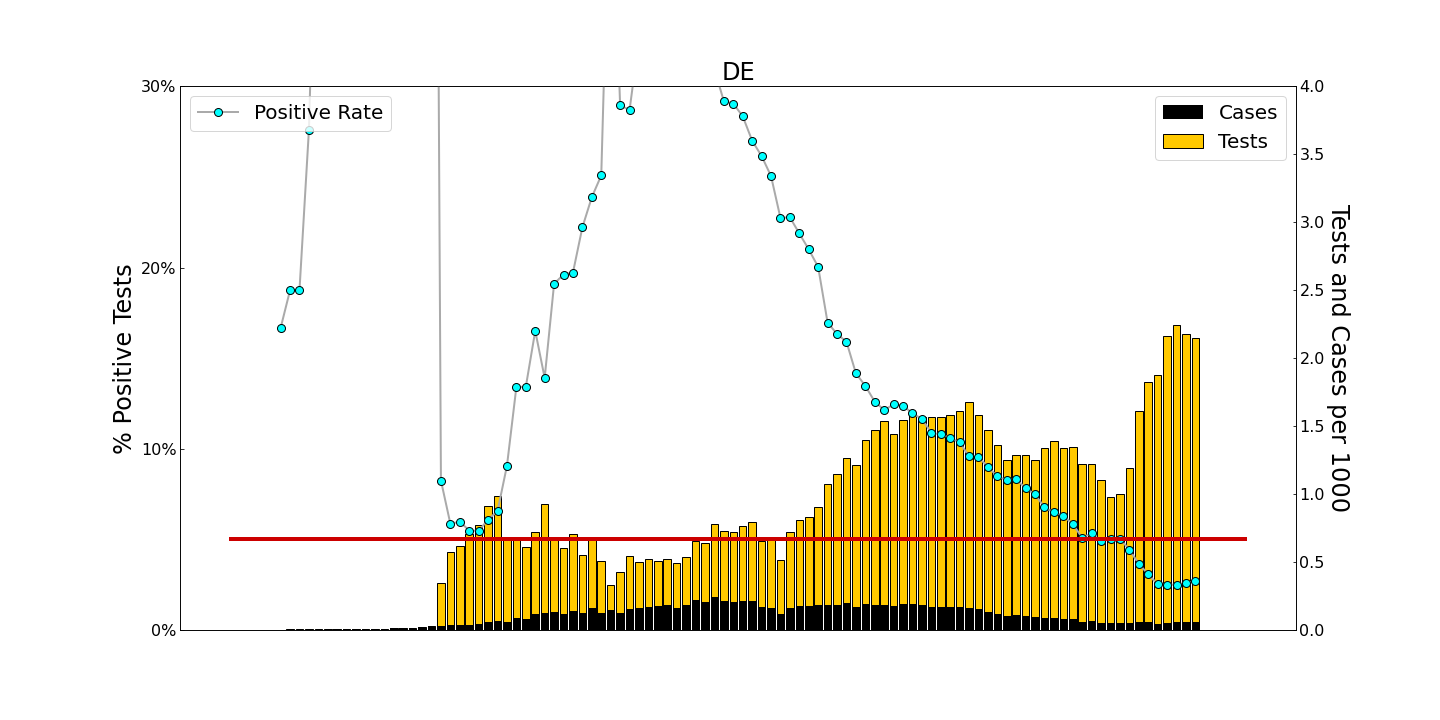 DE
Positive Rate
Cases
Tests
% Positive Tests
30%
20%
10%
0%
4.0
3.5
3.0
2.5
2.0
1.5
1.0
0.5
0.0
Tests and Cases per 1000